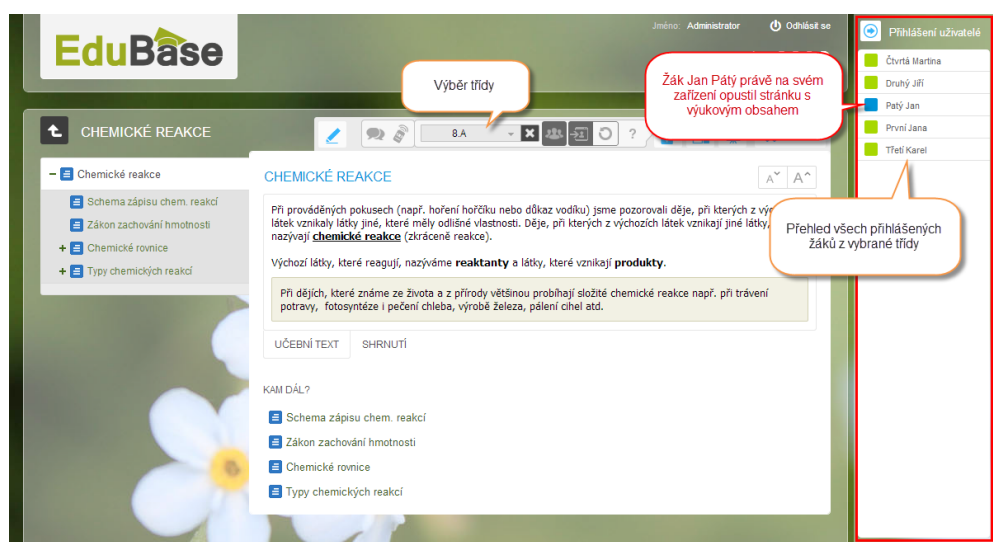 EduBase
Jméno: Administrator
Odhlásit se
Výběr třídy
Žák Jan Pátý právě na svém
zařízení opustil stránku s
výukovým obsahem
Přihlášení uživatelé
Čtvrtá Martina
Druhý Jiří
Patý Jan
První Jana
Třetí Karel
Přehled všech přihlášených
žáků z vybrané třídy
CHEMICKÉ REAKCE
8.A
?
Chemické reakce
Schema zápisu chem. reakcí
Zákon zachování hmotnosti
Chemické rovnice
Typy chemických reakcí
CHEMICKÉ REAKCE
A˅ A^
Při prováděných pokusech (např. hoření hořčíku nebo důkaz vodíku) jsme pozorovali děje, při kterých z
látek vznikaly látky jiné, které měly odlišné vlastnosti. Děje, při kterých z výchozích látek vznikají jiné látky,
nazývají chemické reakce (zkráceně reakce).
Výchozí látky, které reagují, nazýváme reaktanty a látky, které vznikají produkty.
Při dějích, které známe ze života a z přírody většinou probíhají složité chemické reakce např. při trávení
potravy, fotosyntéze i pečení chleba, výrobě železa, pálení cihel atd.
UČEBNÍ TEXT SHRNUTÍ
KAM DÁL?
Schema zápisu chem. reakcí
Zákon zachování hmotnosti
Chemické rovnice
Typy chemických reakcí